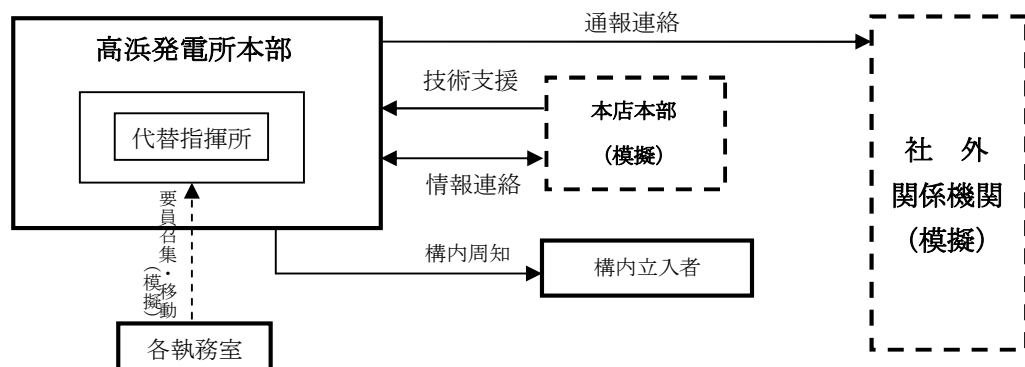 通報連絡
高浜発電所本部
技術支援
代替指揮所
本店本部
（模擬）
情報連絡
社　外
関係機関
（模擬）
要員召集・移動
（模擬）
構内周知
構内立入者
各執務室